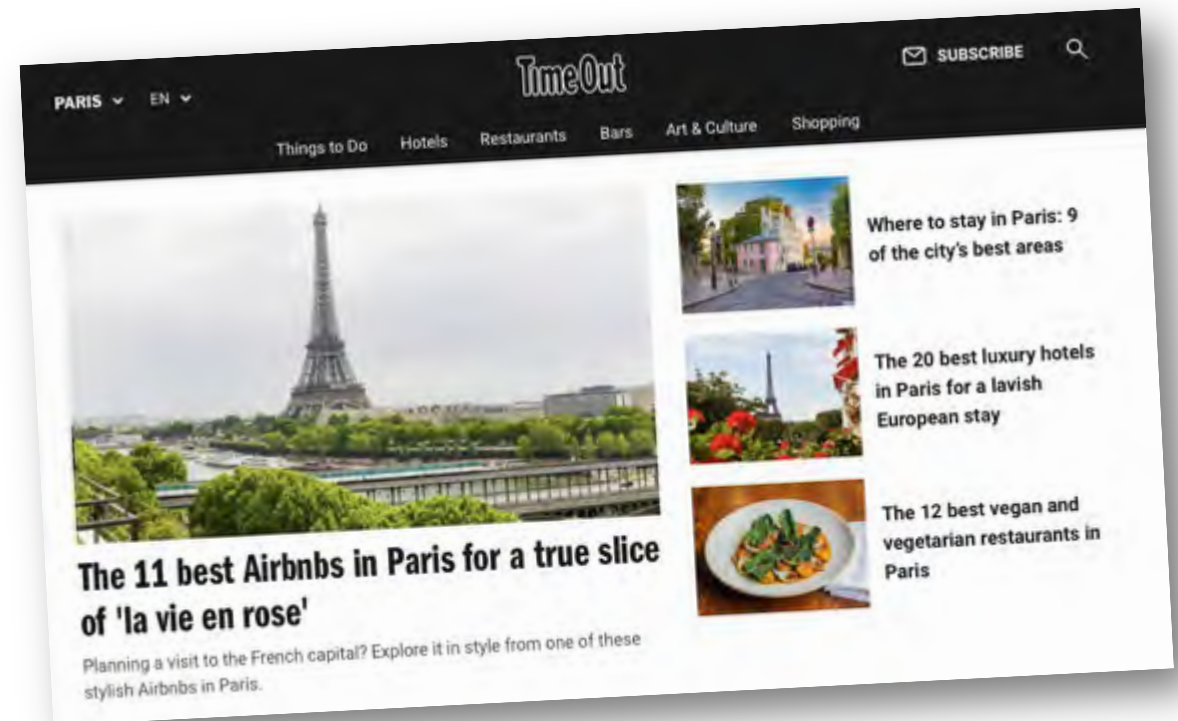 PARIS
EN
TimeOut
SUBSCRIBE
Things to Do
Hotels
Restaurants
Bars
Art & Culture
Shopping
The 11 best Airbnbs in Paris for a true slice
of 'la vie en rose'
Planning a visit to the French capital? Explore it in style from one of these
stylish Airbnbs in Paris.
Where to stay in Paris: 9
of the city's best areas
The 20 best luxury hotels
in Paris for a lavish
European stay
The 12 best vegan and
vegetarian restaurants in
Paris